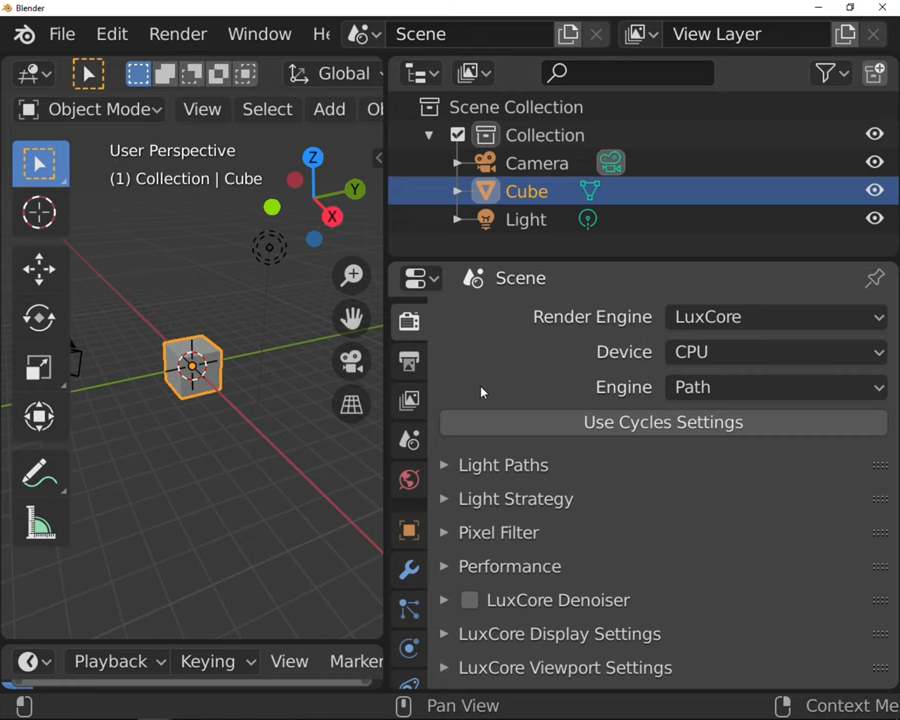 Blender
File Edit Render Window He Scene View Layer
Global
Object Mode View Select Add Ob
User Perspective
(1) Collection | Cube
Z
Y
X
Scene Collection
Collection
Camera
Cube
Light
Scene
Render Engine LuxCore
Device CPU
Engine Path
Use Cycles Settings
Light Paths
Light Strategy
Pixel Filter
Performance
LuxCore Denoiser
LuxCore Display Settings
LuxCore Viewport Settings
Playback Keying View Marker
Pan View Context Me